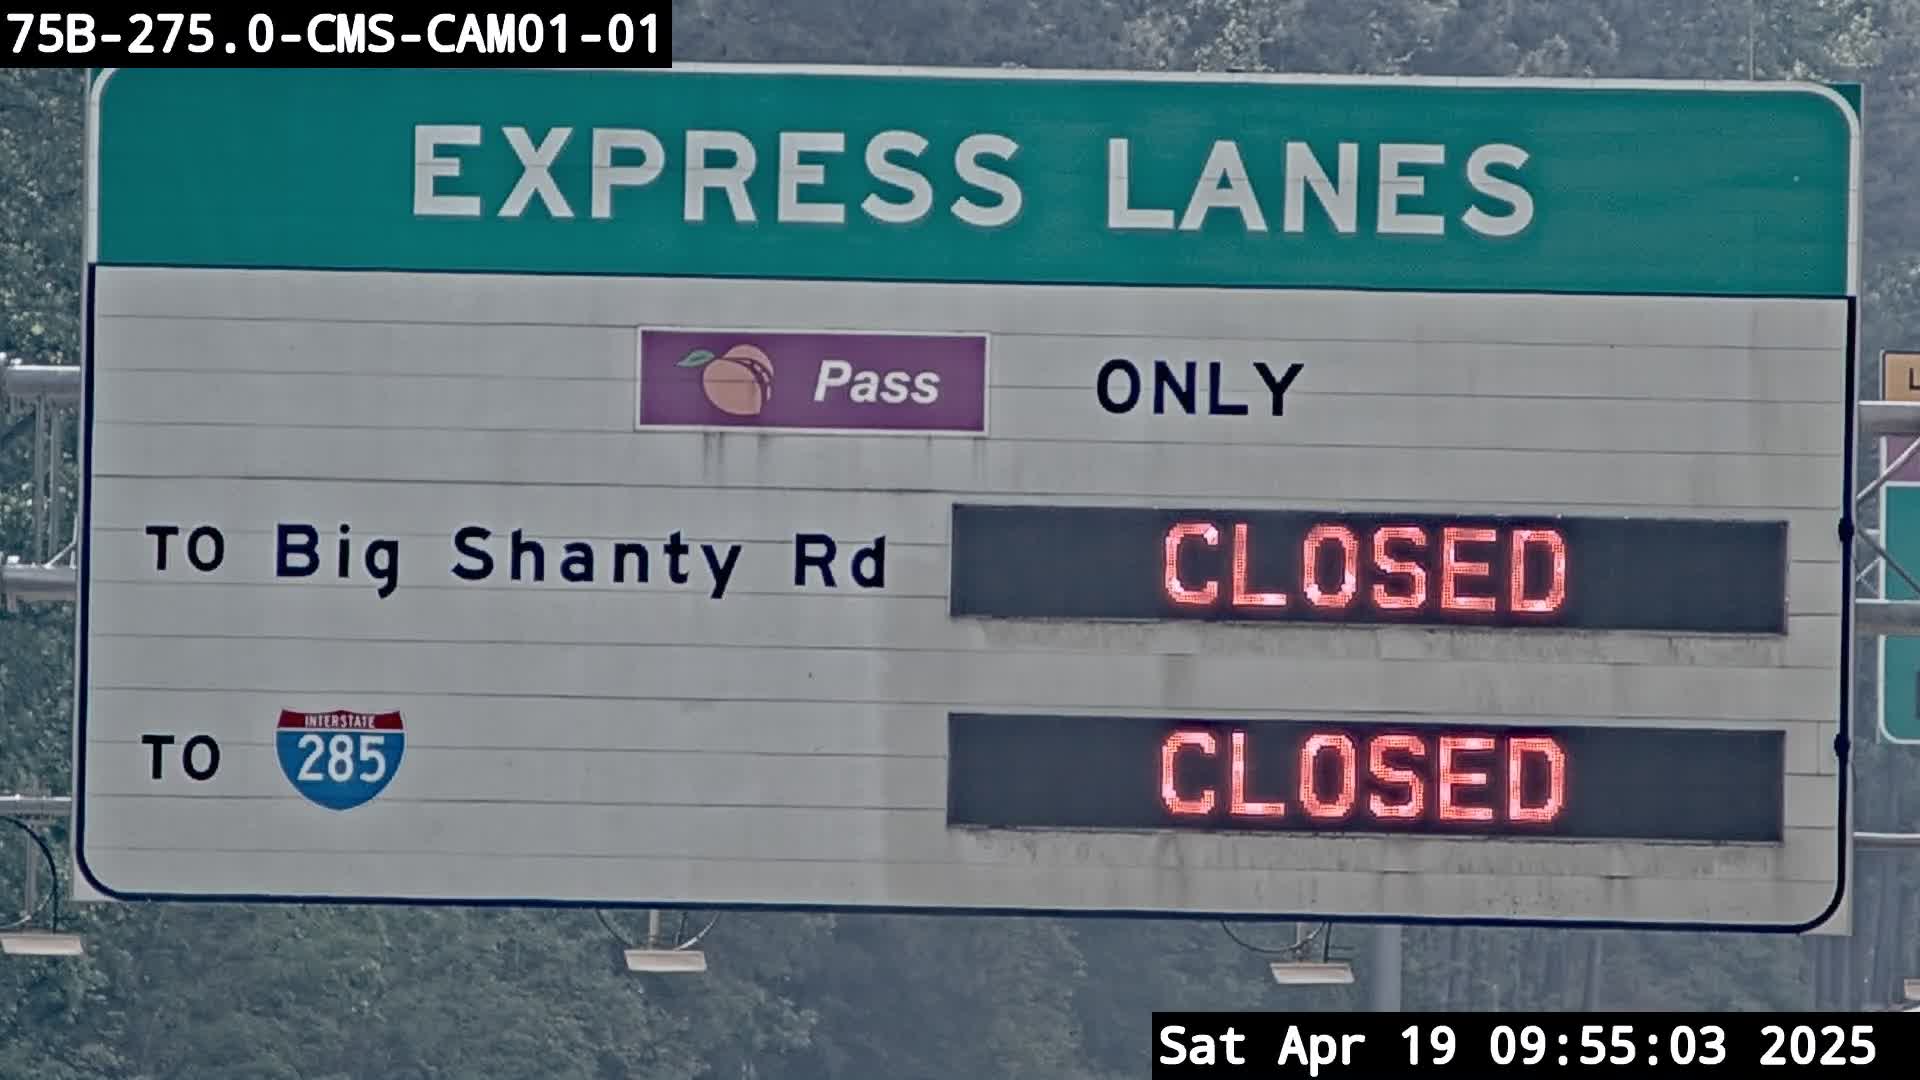 75B-275.0-CMS-CAM01-01
EXPRESS LANES
Pass ONLY
TO Big Shanty Rd CLOSED
TO INTERSTATE 285 CLOSED
Sat Apr 19 09:55:03 2025